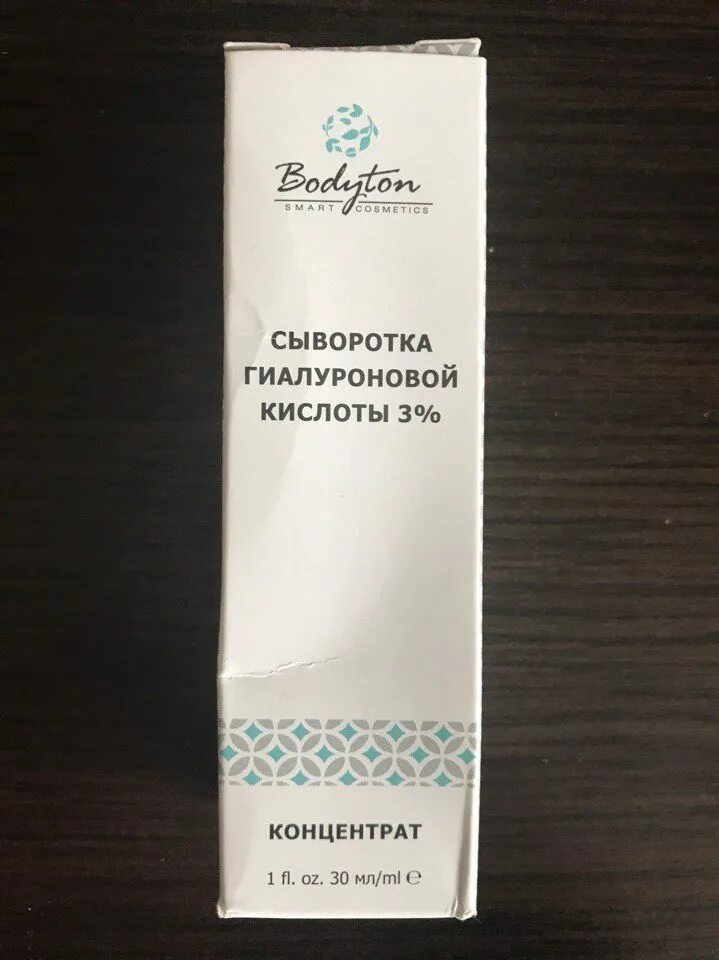 Bodyton
SMART COSMETICS
СЫВОРОТКА
ГИАЛУРОНОВОЙ
КИСЛОТЫ 3%
КОНЦЕНТРАТ
1 fl. oz. 30 мл/ml ℮